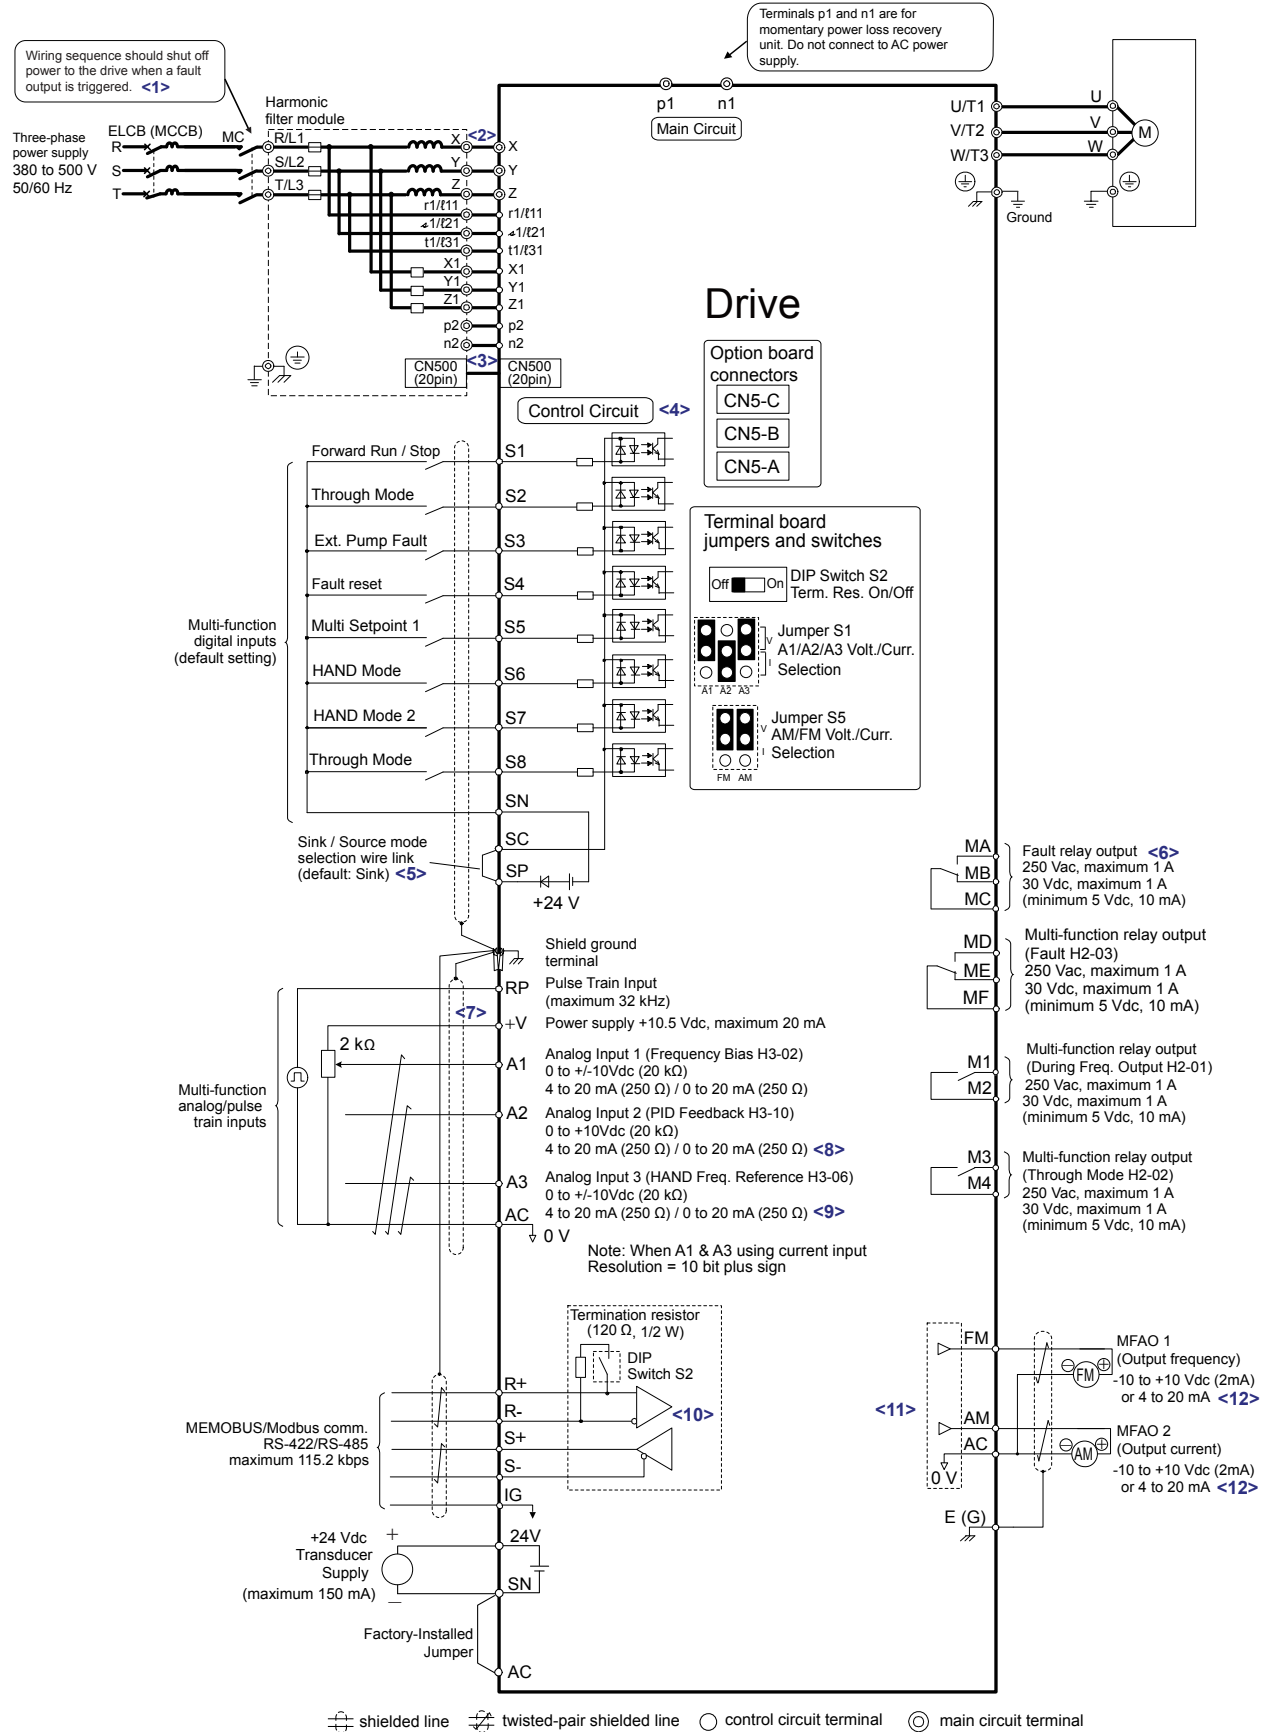 Terminals p1 and n1 are for
momentary power loss recovery
unit. Do not connect to AC power
supply.
Wiring sequence should shut off
power to the drive when a fault
output is triggered. <1>
Three-phase
power supply
380 to 500 V
50/60 Hz
ELCB (MCCB)
MC
R
S
T
Harmonic
filter module
R/L1
S/L2
T/L3
X
Y
Z
<2>
X
Y
Z
r1/ℓ11
1/ℓ21
t1/ℓ31
r1/ℓ11
1/ℓ21
t1/ℓ31
X1
Y1
Z1
X1
Y1
Z1
p2
n2
p2
n2
CN500
(20pin)
<3>
CN500
(20pin)
p1
n1
Main Circuit
U/T1
V/T2
W/T3
U
V
W
M
Ground
Drive
Option board
connectors
CN5-C
CN5-B
CN5-A
Control Circuit <4>
Terminal board
jumpers and switches
Off
On
DIP Switch S2
Term. Res. On/Off
Jumper S1
A1/A2/A3 Volt./Curr.
Selection
V
I
A1 A2 A3
Jumper S5
AM/FM Volt./Curr.
Selection
V
I
FM AM
Multi-function
digital inputs
(default setting)
Forward Run / Stop
S1
Through Mode
S2
Ext. Pump Fault
S3
Fault reset
S4
Multi Setpoint 1
S5
HAND Mode
S6
HAND Mode 2
S7
Through Mode
S8
SN
SC
SP
+24 V
Sink / Source mode
selection wire link
(default: Sink) <5>
Shield ground
terminal
MA
MB
MC
Fault relay output <6>
250 Vac, maximum 1 A
30 Vdc, maximum 1 A
(minimum 5 Vdc, 10 mA)
MD
ME
MF
Multi-function relay output
(Fault H2-03)
250 Vac, maximum 1 A
30 Vdc, maximum 1 A
(minimum 5 Vdc, 10 mA)
M1
M2
Multi-function relay output
(During Freq. Output H2-01)
250 Vac, maximum 1 A
30 Vdc, maximum 1 A
(minimum 5 Vdc, 10 mA)
M3
M4
Multi-function relay output
(Through Mode H2-02)
250 Vac, maximum 1 A
30 Vdc, maximum 1 A
(minimum 5 Vdc, 10 mA)
Multi-function
analog/pulse
train inputs
2 kΩ
<7>
RP
Pulse Train Input
(maximum 32 kHz)
+V
Power supply +10.5 Vdc, maximum 20 mA
A1
Analog Input 1 (Frequency Bias H3-02)
0 to +/-10Vdc (20 kΩ)
4 to 20 mA (250 Ω) / 0 to 20 mA (250 Ω)
A2
Analog Input 2 (PID Feedback H3-10)
0 to +10Vdc (20 kΩ)
4 to 20 mA (250 Ω) / 0 to 20 mA (250 Ω) <8>
A3
Analog Input 3 (HAND Freq. Reference H3-06)
0 to +/-10Vdc (20 kΩ)
4 to 20 mA (250 Ω) / 0 to 20 mA (250 Ω) <9>
AC
0 V
Note: When A1 & A3 using current input
Resolution = 10 bit plus sign
Termination resistor
(120 Ω, 1/2 W)
DIP
Switch S2
<10>
MEMOBUS/Modbus comm.
RS-422/RS-485
maximum 115.2 kbps
R+
R-
S+
S-
IG
<11>
FM
AM
AC
0 V
E (G)
FM
AM
MFAO 1
(Output frequency)
-10 to +10 Vdc (2mA)
or 4 to 20 mA <12>
MFAO 2
(Output current)
-10 to +10 Vdc (2mA)
or 4 to 20 mA <12>
+24 Vdc
Transducer
Supply
(maximum 150 mA)
+
−
24V
SN
Factory-Installed
Jumper
AC
shielded line
twisted-pair shielded line
control circuit terminal
main circuit terminal